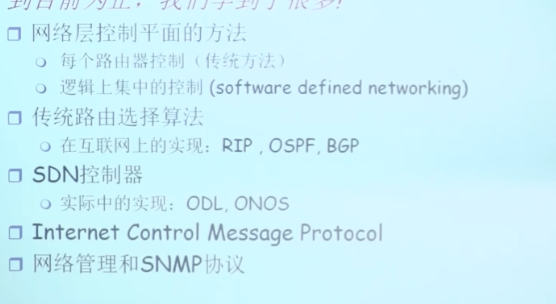 到目前为止，我们学到了很多!
网络层控制平面的方法
每个路由器控制（传统方法）
逻辑上集中的控制 (software defined networking)
传统路由选择算法
在互联网上的实现：RIP , OSPF, BGP
SDN控制器
实际中的实现：ODL, ONOS
Internet Control Message Protocol
网络管理和SNMP协议